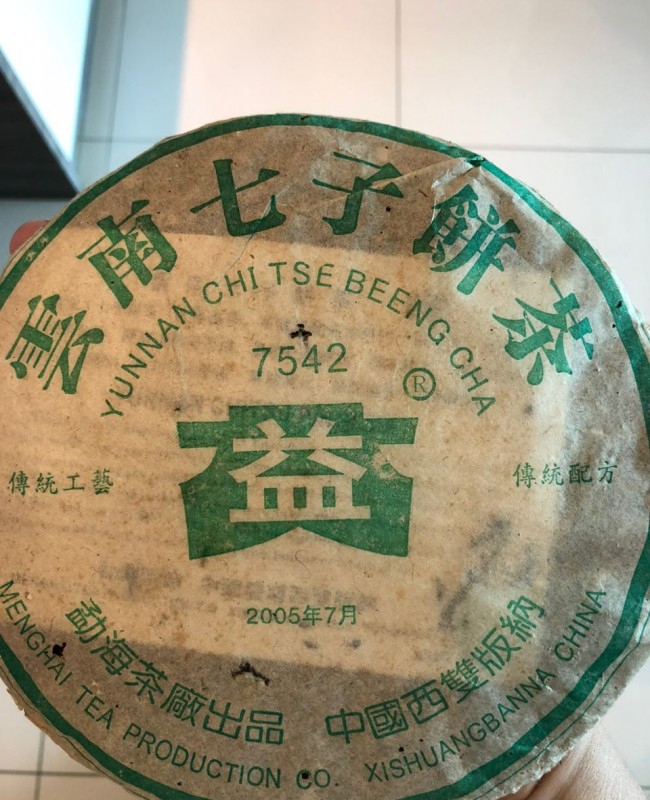 雲南七子餅茶
YUNNAN CHI TSE BEENG CHA
7542
®
益
傳統工藝
傳統配方
2005年7月
勐海茶廠出品 中國西雙版納
MENGHAI TEA PRODUCTION CO. XISHUANGBANNA CHINA